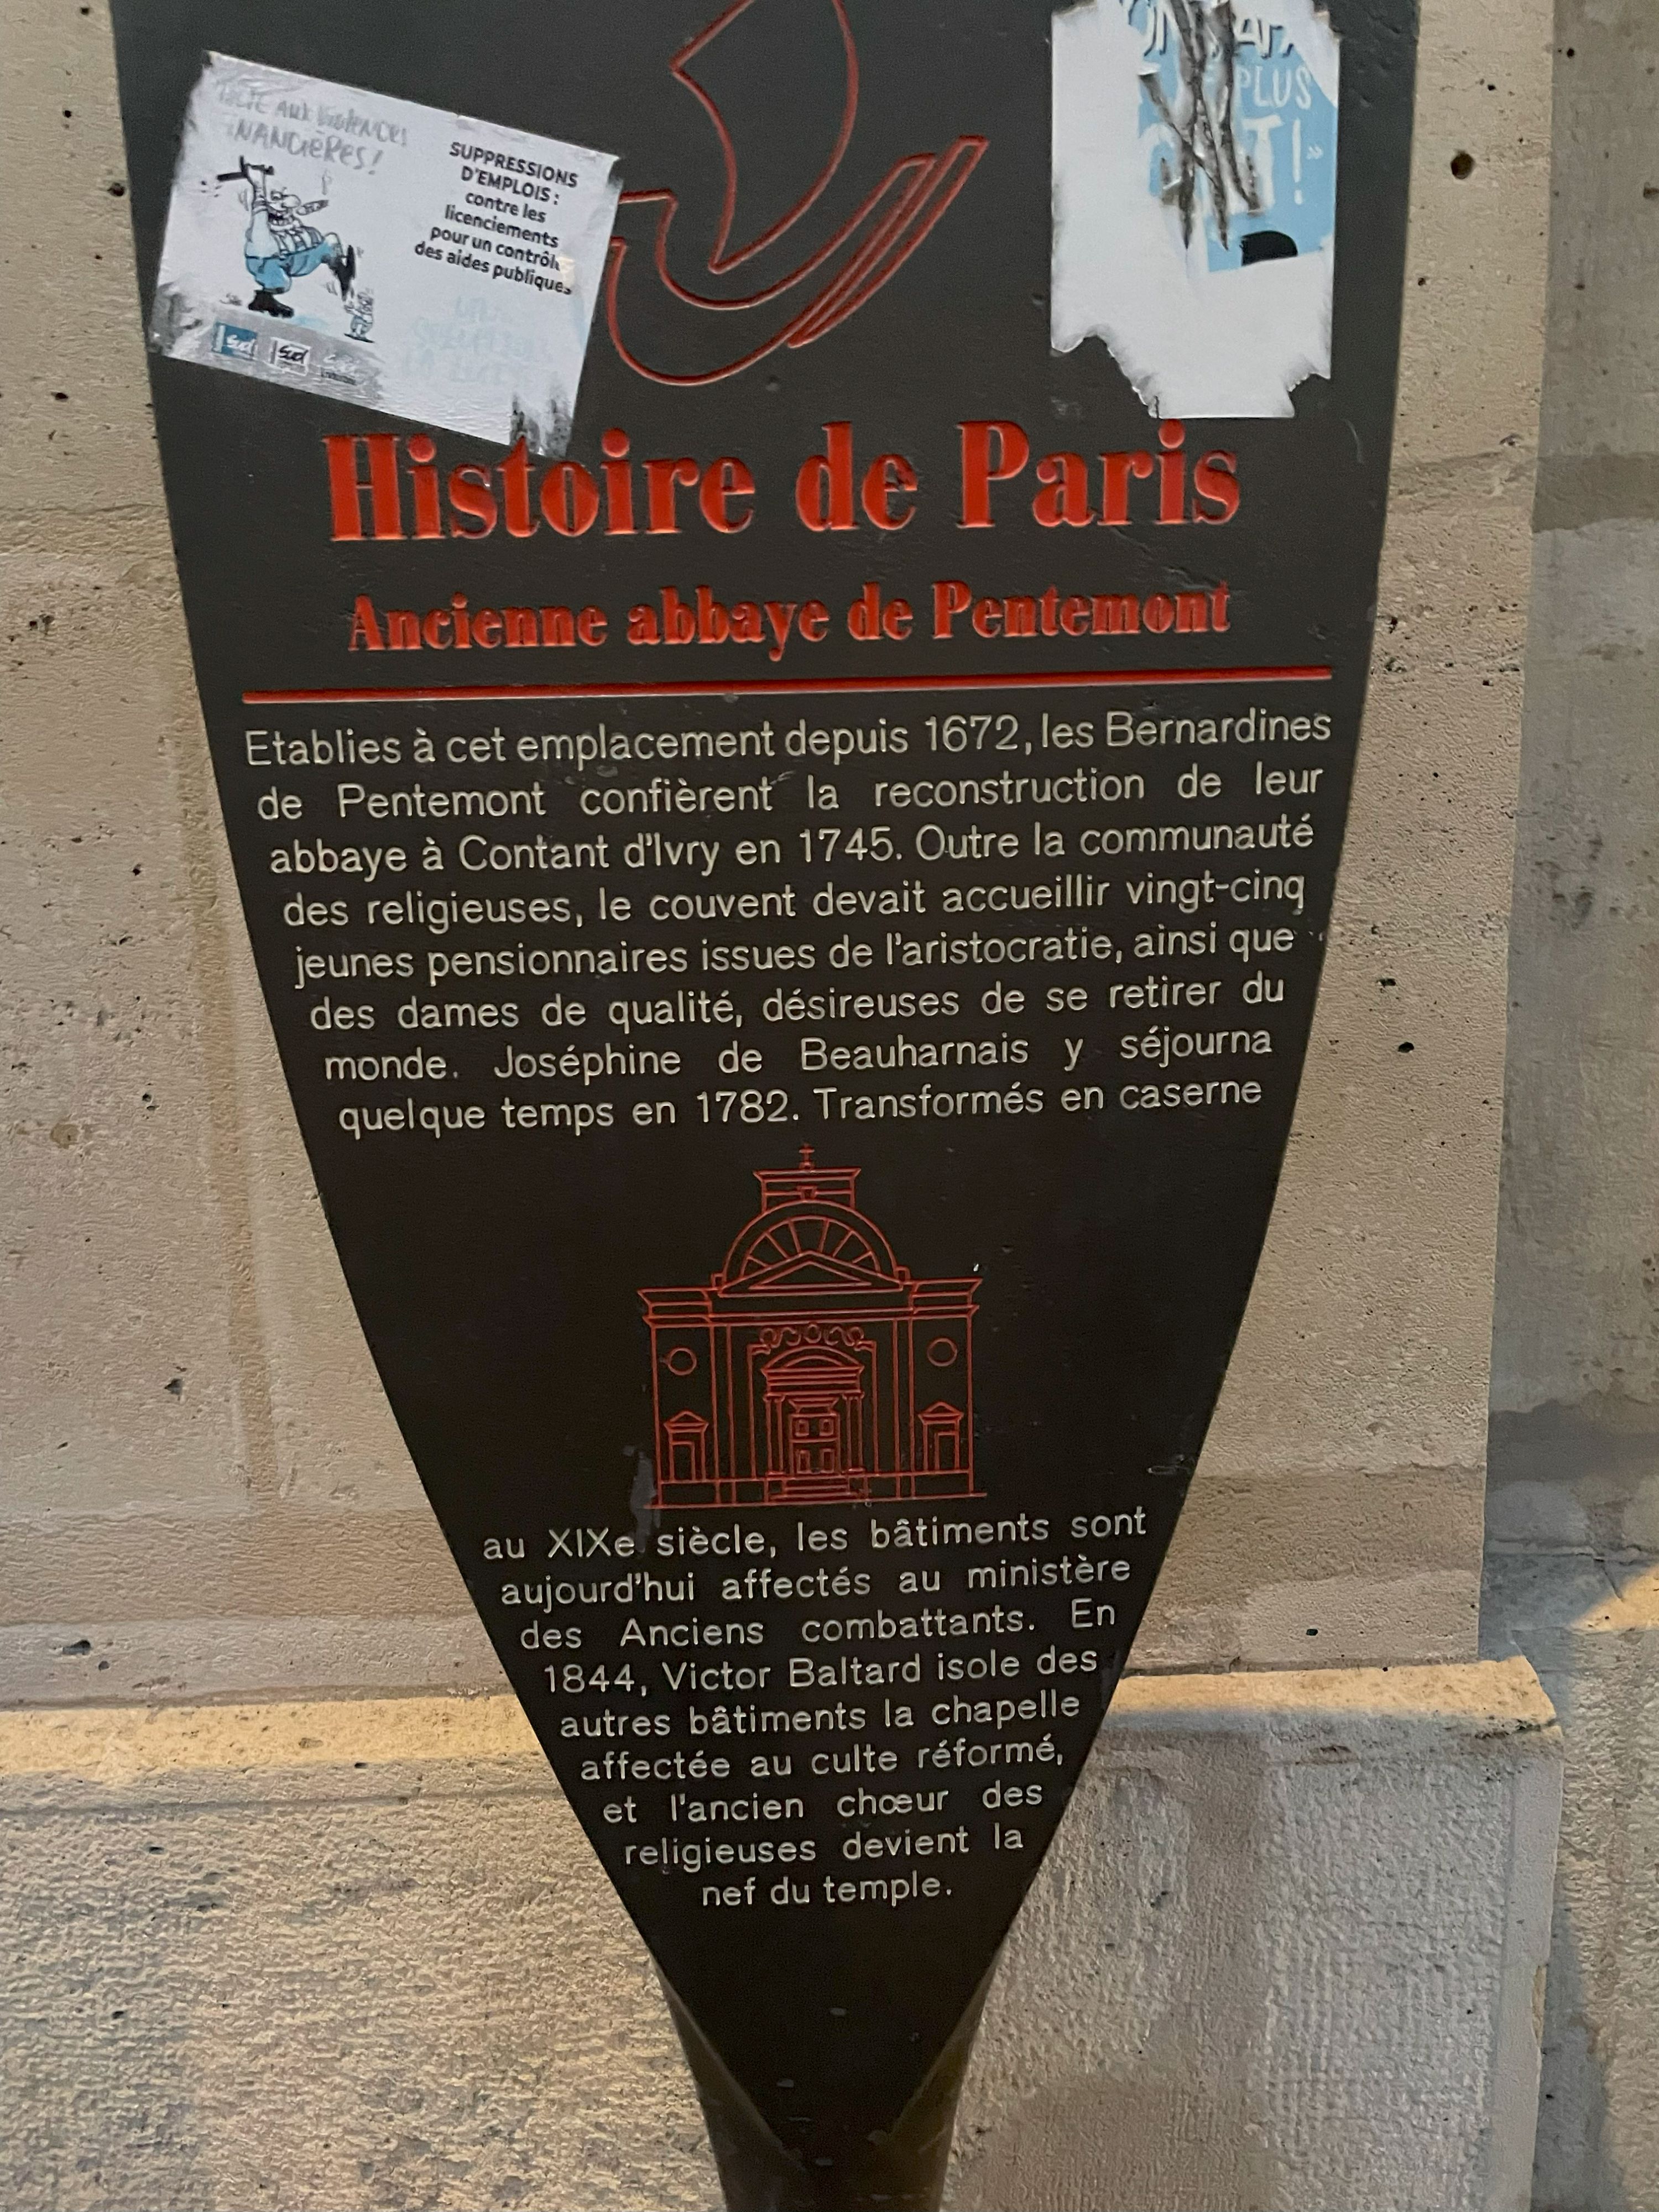 AUX VIOLENCES
SUPPRESSIONS
D'EMPLOIS :
contre les
licenciements
pour un contrôle
des aides publiques
Sud
Sud
PLUS
Histoire de Paris
Ancienne abbaye de Pentemont
Etablies à cet emplacement depuis 1672, les Bernardines
de Pentemont confièrent la reconstruction de leur
abbaye à Contant d'Ivry en 1745. Outre la communauté
des religieuses, le couvent devait accueillir vingt-cinq
jeunes pensionnaires issues de l'aristocratie, ainsi que
des dames de qualité, désireuses de se retirer du
monde. Joséphine de Beauharnais y séjourna
quelque temps en 1782. Transformés en caserne
au XIXe siècle, les bâtiments sont
aujourd'hui affectés au ministère
des Anciens combattants. En
1844, Victor Baltard isole des
autres bâtiments la chapelle
affectée au culte réformé,
et l'ancien chœur des
religieuses devient la
nef du temple.